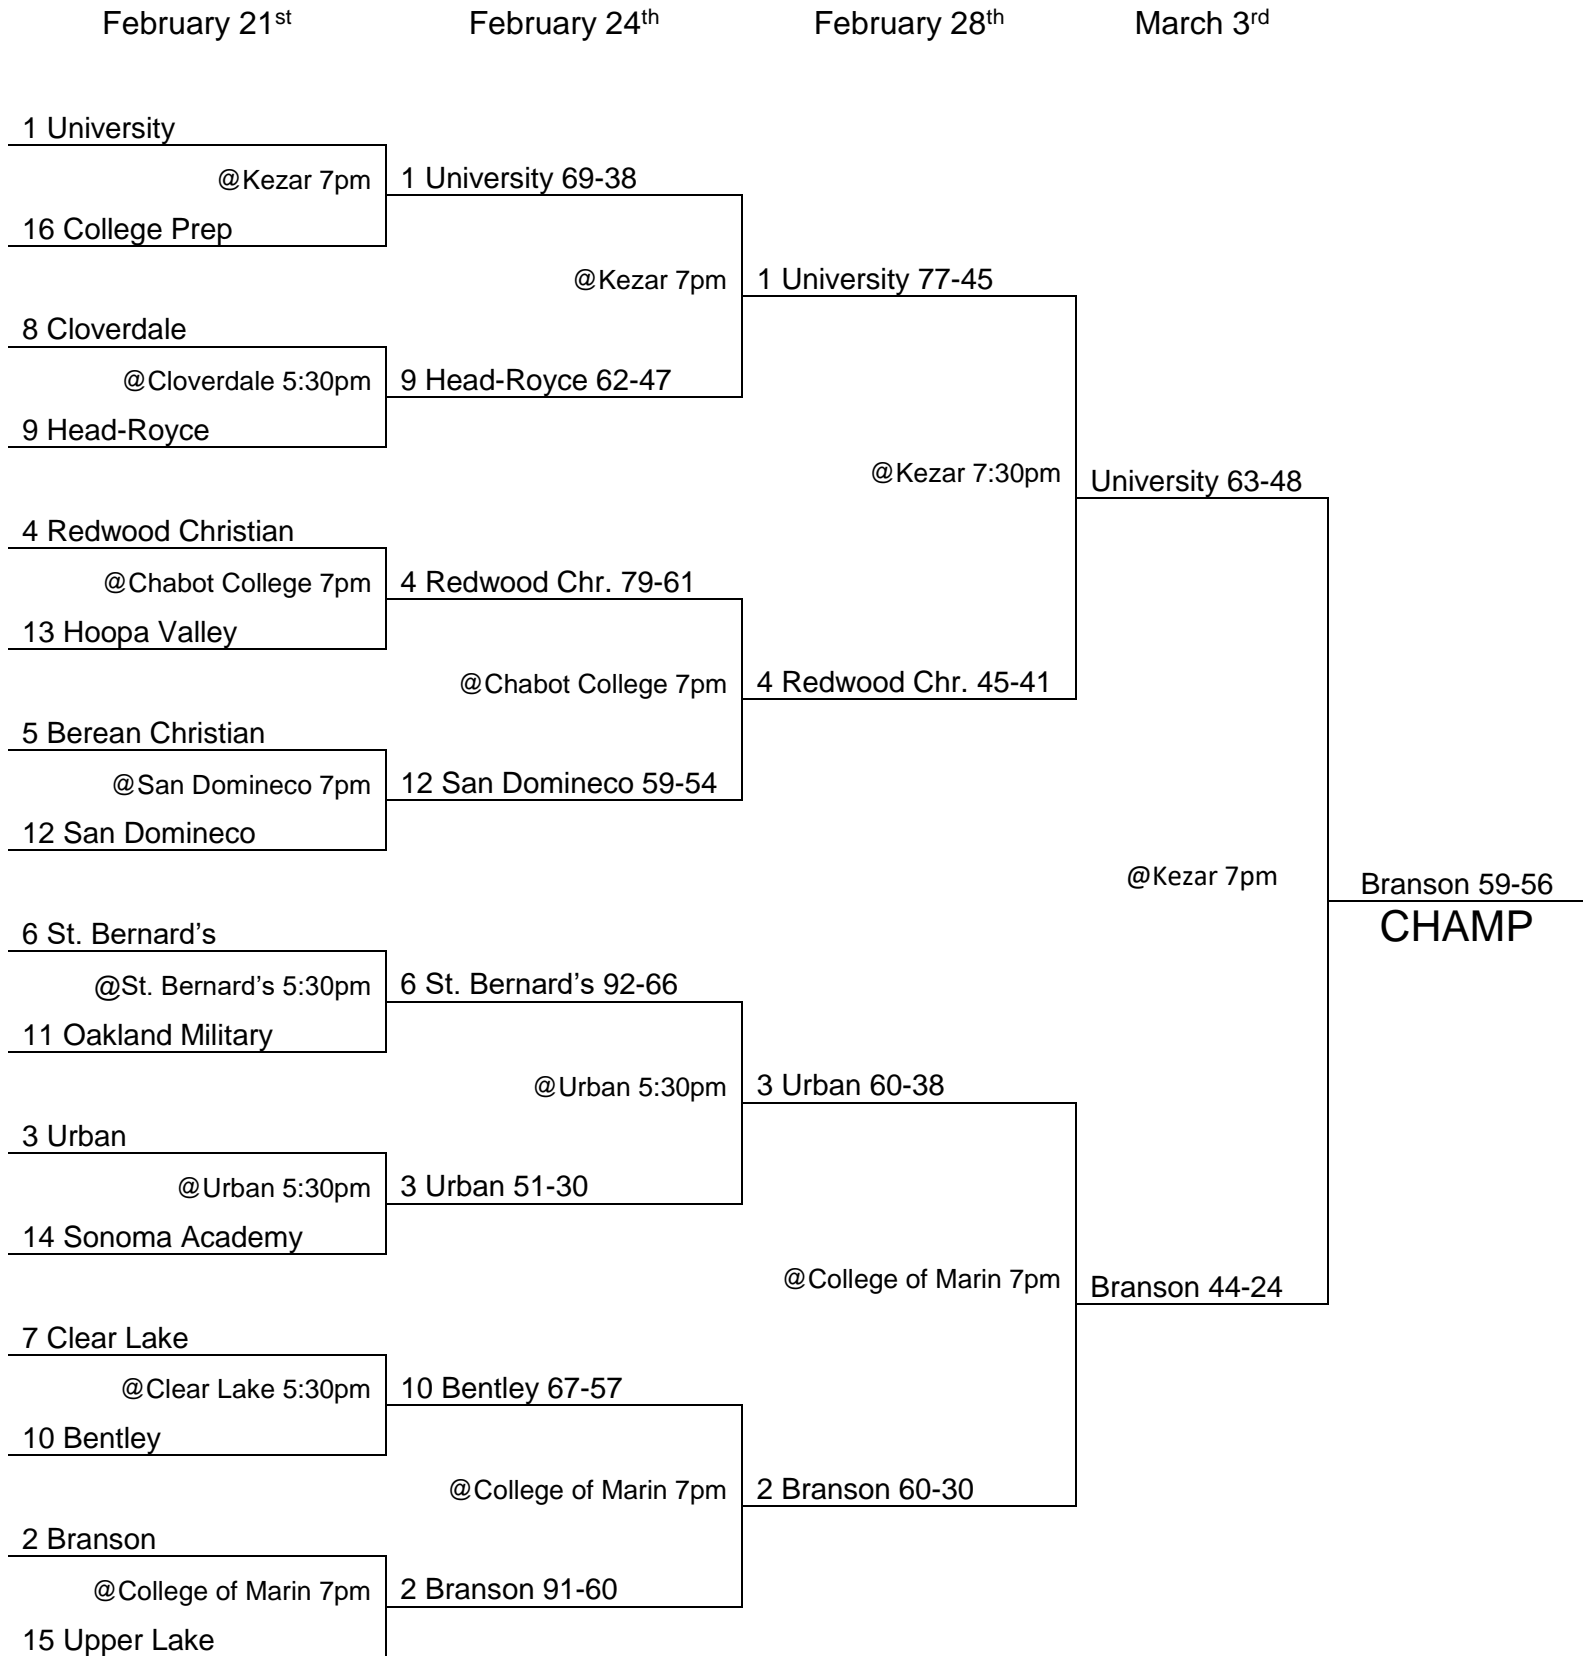 February 21st February 24th February 28th March 3rd
1 University
@Kezar 7pm 1 University 69-38
16 College Prep
@Kezar 7pm 1 University 77-45
8 Cloverdale
@Cloverdale 5:30pm 9 Head-Royce 62-47
9 Head-Royce
@Kezar 7:30pm University 63-48
4 Redwood Christian
@Chabot College 7pm 4 Redwood Chr. 79-61
13 Hoopa Valley
@Chabot College 7pm 4 Redwood Chr. 45-41
5 Berean Christian
@San Domineco 7pm 12 San Domineco 59-54
12 San Domineco
@Kezar 7pm Branson 59-56
CHAMP
6 St. Bernard’s
@St. Bernard’s 5:30pm 6 St. Bernard’s 92-66
11 Oakland Military
@Urban 5:30pm 3 Urban 60-38
3 Urban
@Urban 5:30pm 3 Urban 51-30
14 Sonoma Academy
@College of Marin 7pm Branson 44-24
7 Clear Lake
@Clear Lake 5:30pm 10 Bentley 67-57
10 Bentley
@College of Marin 7pm 2 Branson 60-30
2 Branson
@College of Marin 7pm 2 Branson 91-60
15 Upper Lake